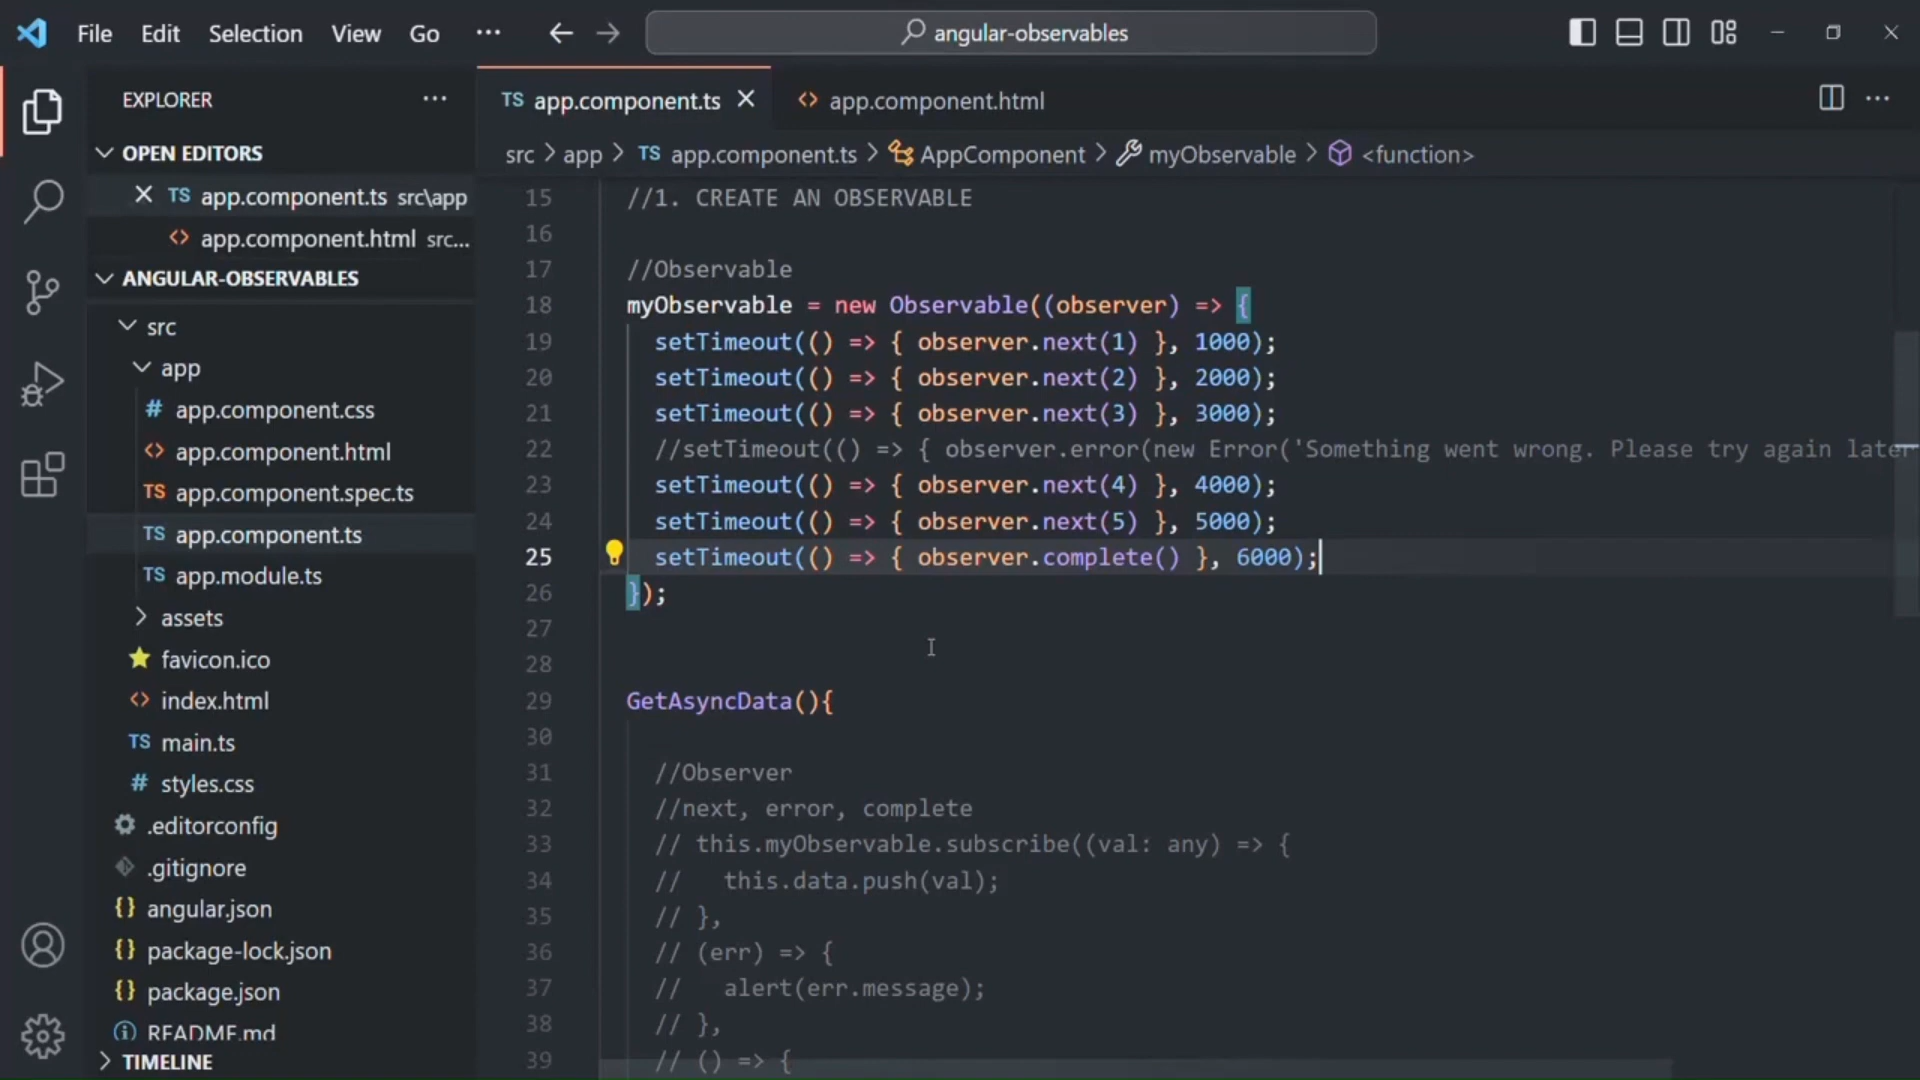 File Edit Selection View Go ··· angular-observables
EXPLORER ···
OPEN EDITORS
TS app.component.ts src\app
<> app.component.html src...
ANGULAR-OBSERVABLES
src
app
# app.component.css
<> app.component.html
TS app.component.spec.ts
TS app.component.ts
TS app.module.ts
assets
favicon.ico
<> index.html
TS main.ts
# styles.css
.editorconfig
.gitignore
{} angular.json
{} package-lock.json
{} package.json
README.md
TIMELINE
TS app.component.ts <> app.component.html ···
src > app > TS app.component.ts > AppComponent > myObservable > <function>
15 //1. CREATE AN OBSERVABLE
16
17 //Observable
18 myObservable = new Observable((observer) => {
19 setTimeout(() => { observer.next(1) }, 1000);
20 setTimeout(() => { observer.next(2) }, 2000);
21 setTimeout(() => { observer.next(3) }, 3000);
22 //setTimeout(() => { observer.error(new Error('Something went wrong. Please try again later
23 setTimeout(() => { observer.next(4) }, 4000);
24 setTimeout(() => { observer.next(5) }, 5000);
25 setTimeout(() => { observer.complete() }, 6000);
26 });
27
28
29 GetAsyncData(){
30
31 //Observer
32 //next, error, complete
33 // this.myObservable.subscribe((val: any) => {
34 // this.data.push(val);
35 // },
36 // (err) => {
37 // alert(err.message);
38 // },
39 // () => {